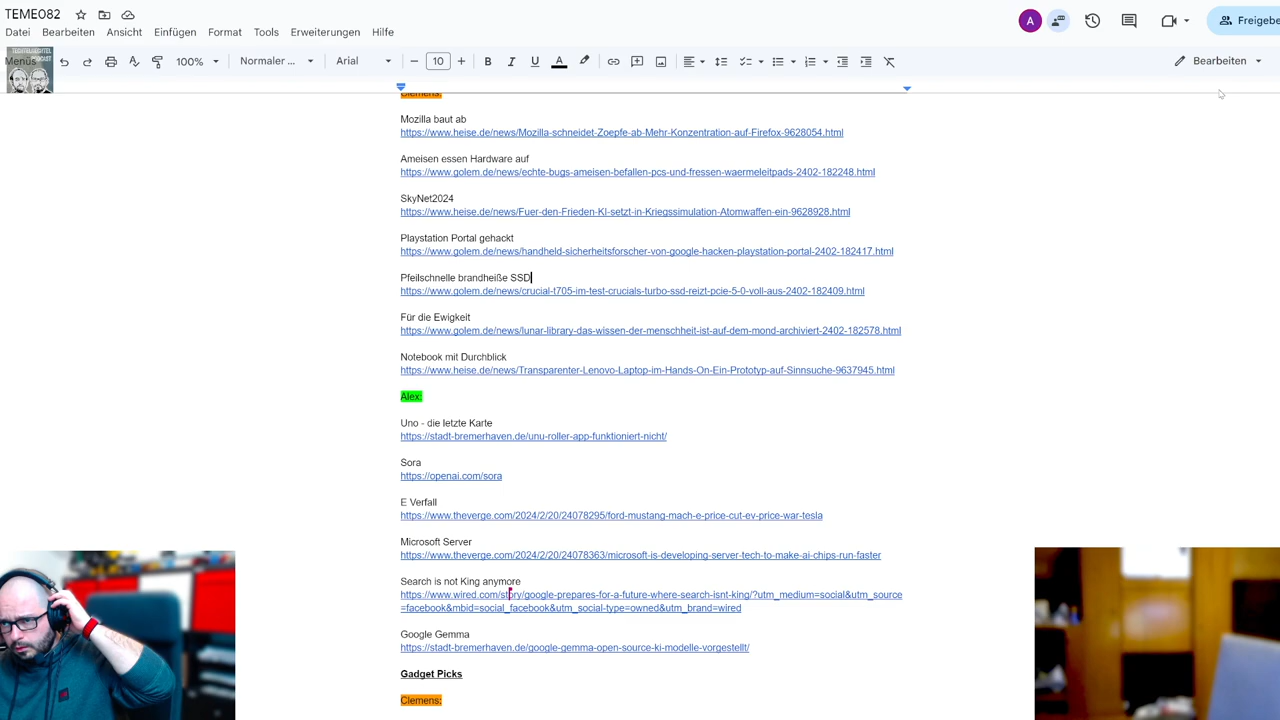 TEME082
Datei Bearbeiten Ansicht Einfügen Format Tools Erweiterungen Hilfe
A
Freigebe
Menüs
100% Normaler ... Arial 10 B I U A Bearbeiten
Clemens:
Mozilla baut ab
https://www.heise.de/news/Mozilla-schneidet-Zoepfe-ab-Mehr-Konzentration-auf-Firefox-9628054.html
Ameisen essen Hardware auf
https://www.golem.de/news/echte-bugs-ameisen-befallen-pcs-und-fressen-waermeleitpads-2402-182248.html
SkyNet2024
https://www.heise.de/news/Fuer-den-Frieden-KI-setzt-in-Kriegssimulation-Atomwaffen-ein-9628928.html
Playstation Portal gehackt
https://www.golem.de/news/handheld-sicherheitsforscher-von-google-hacken-playstation-portal-2402-182417.html
Pfeilschnelle brandheiße SSD
https://www.golem.de/news/crucial-t705-im-test-crucials-turbo-ssd-reizt-pcie-5-0-voll-aus-2402-182409.html
Für die Ewigkeit
https://www.golem.de/news/lunar-library-das-wissen-der-menschheit-ist-auf-dem-mond-archiviert-2402-182578.html
Notebook mit Durchblick
https://www.heise.de/news/Transparenter-Lenovo-Laptop-im-Hands-On-Ein-Prototyp-auf-Sinnsuche-9637945.html
Alex:
Uno - die letzte Karte
https://stadt-bremerhaven.de/unu-roller-app-funktioniert-nicht/
Sora
https://openai.com/sora
E Verfall
https://www.theverge.com/2024/2/20/24078295/ford-mustang-mach-e-price-cut-ev-price-war-tesla
Microsoft Server
https://www.theverge.com/2024/2/20/24078363/microsoft-is-developing-server-tech-to-make-ai-chips-run-faster
Search is not King anymore
https://www.wired.com/story/google-prepares-for-a-future-where-search-isnt-king/?utm_medium=social&utm_source
=facebook&mbid=social_facebook&utm_social-type=owned&utm_brand=wired
Google Gemma
https://stadt-bremerhaven.de/google-gemma-open-source-ki-modelle-vorgestellt/
Gadget Picks
Clemens: